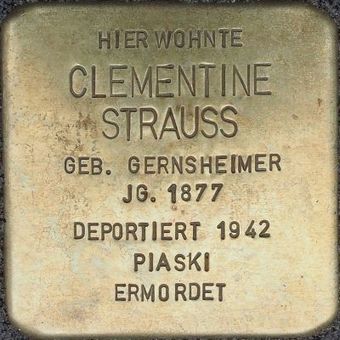 HIER WOHNTE
CLEMENTINE
STRAUSS
GEB. GERNSHEIMER
JG. 1877
DEPORTIERT 1942
PIASKI
ERMORDET